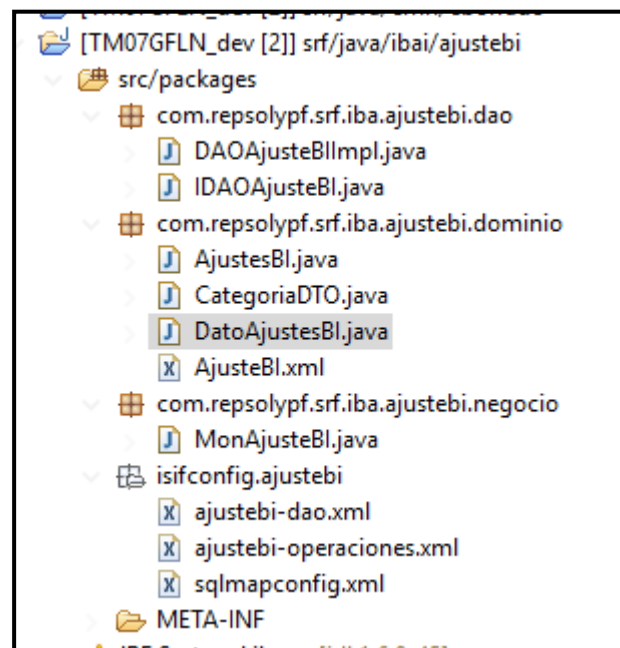 [TM07GFLN_dev [2]] srf/java/ibai/ajustebi
src/packages
com.repsolypf.srf.iba.ajustebi.dao
DAOAjusteBIImpl.java
IDAOAjusteBI.java
com.repsolypf.srf.iba.ajustebi.dominio
AjustesBI.java
CategoriaDTO.java
DatoAjustesBI.java
AjusteBI.xml
com.repsolypf.srf.iba.ajustebi.negocio
MonAjusteBI.java
isifconfig.ajustebi
ajustebi-dao.xml
ajustebi-operaciones.xml
sqlmapconfig.xml
META-INF